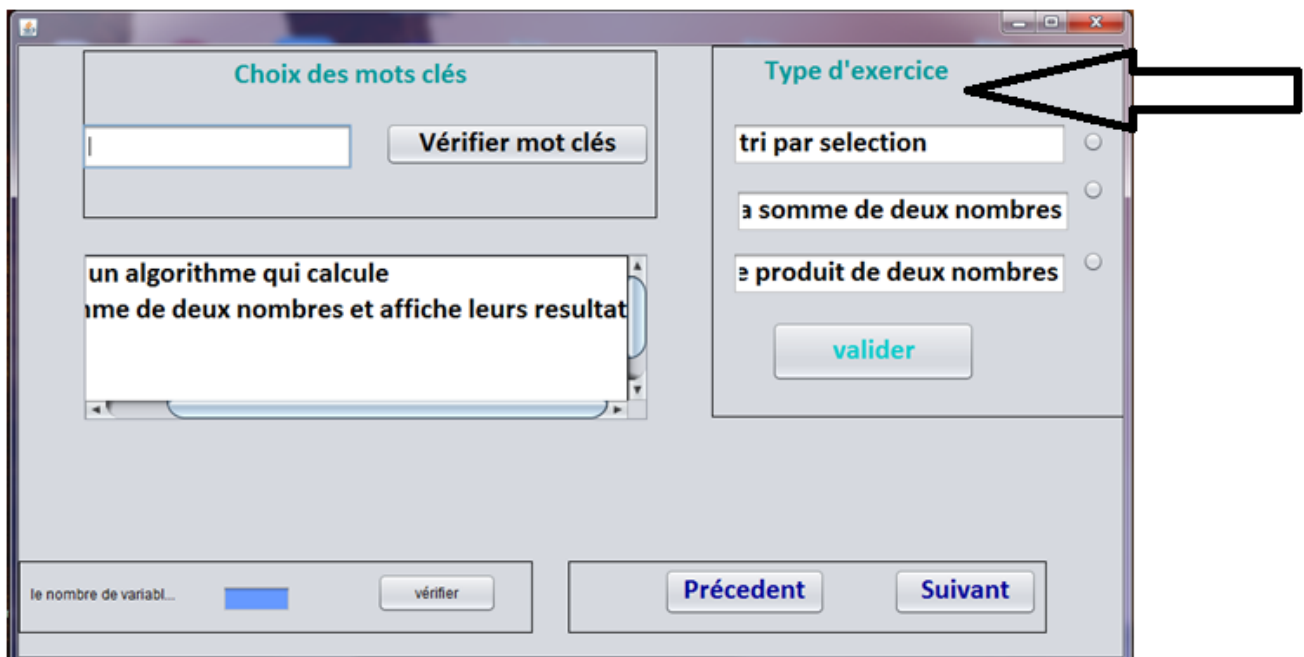 Choix des mots clés
Vérifier mot clés
un algorithme qui calcule
de deux nombres et affiche leurs resultat
Type d'exercice
tri par selection
somme de deux nombres
produit de deux nombres
valider
le nombre de variabl...
vérifier
Précedent
Suivant